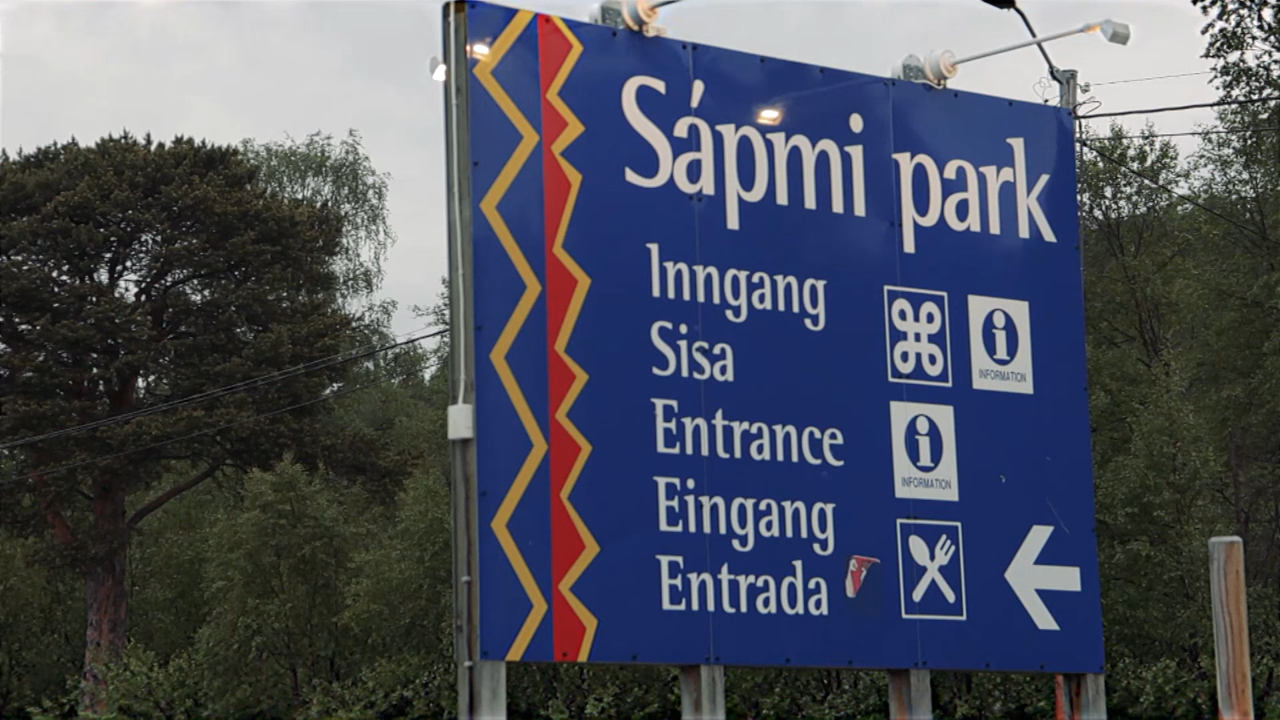 Sápmi park
Inngang
Sisa
Entrance
Eingang
Entrada
i
INFORMATION
i
INFORMATION